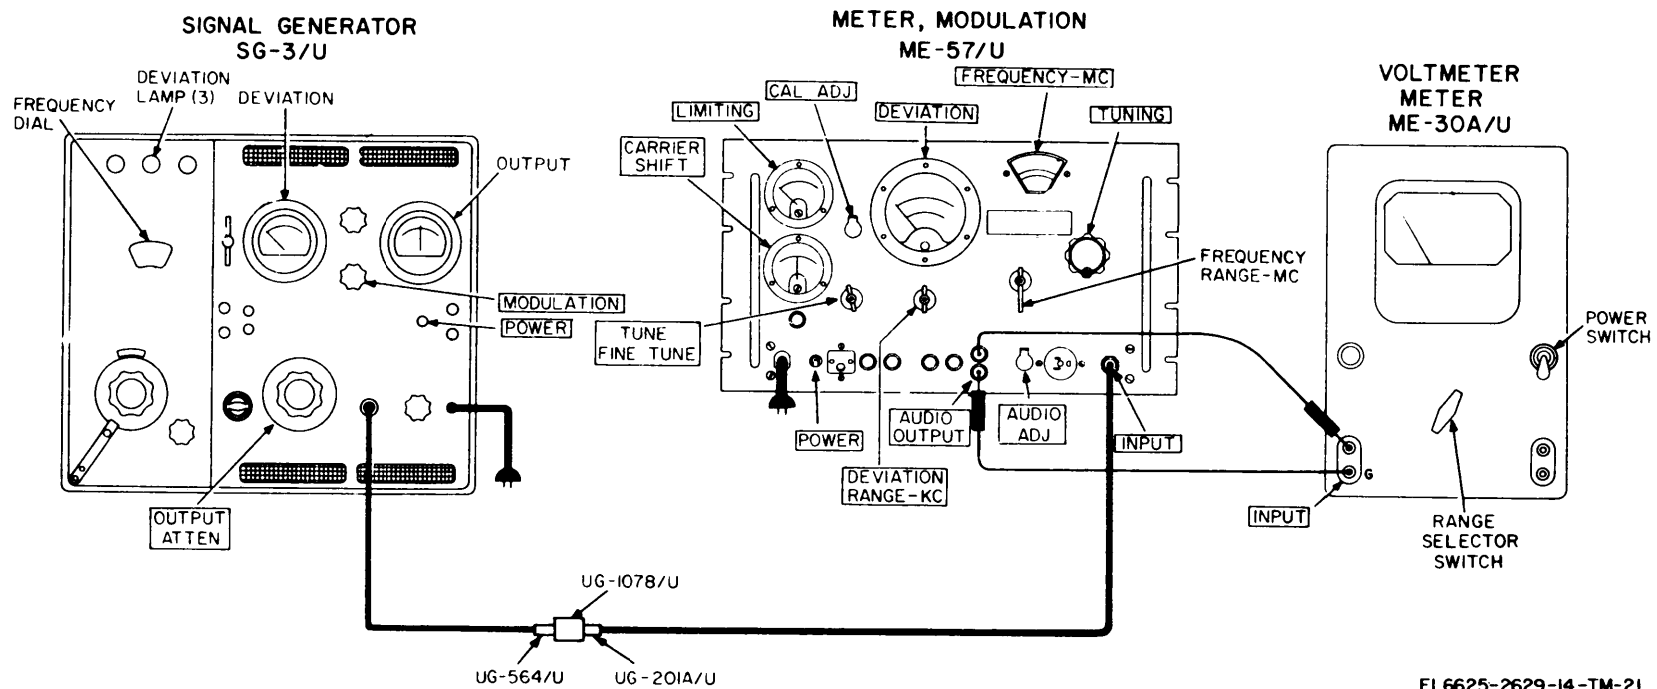 SIGNAL GENERATOR
SG-3/U
DEVIATION
LAMP (3)
DEVIATION
FREQUENCY
DIAL
OUTPUT
MODULATION
POWER
OUTPUT
ATTEN
METER, MODULATION
ME-57/U
FREQUENCY-MC
CAL ADJ
LIMITING
DEVIATION
TUNING
CARRIER
SHIFT
FREQUENCY
RANGE-MC
TUNE
FINE TUNE
POWER
AUDIO
OUTPUT
AUDIO
ADJ
INPUT
DEVIATION
RANGE-KC
VOLTMETER
METER
ME-30A/U
POWER
SWITCH
G
INPUT
RANGE
SELECTOR
SWITCH
UG-1078/U
UG-564/U
UG-201A/U
EL6625-2629-14-TM-21